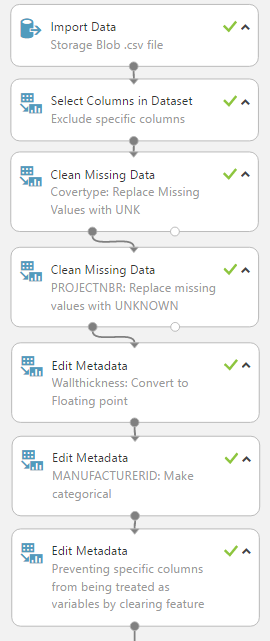 Import Data
Storage Blob .csv file
Select Columns in Dataset
Exclude specific columns
Clean Missing Data
Covertype: Replace Missing
Values with UNK
Clean Missing Data
PROJECTNBR: Replace missing
values with UNKNOWN
Edit Metadata
Wallthickness: Convert to
Floating point
Edit Metadata
MANUFACTURERID: Make
categorical
Edit Metadata
Preventing specific columns
from being treated as
variables by clearing feature